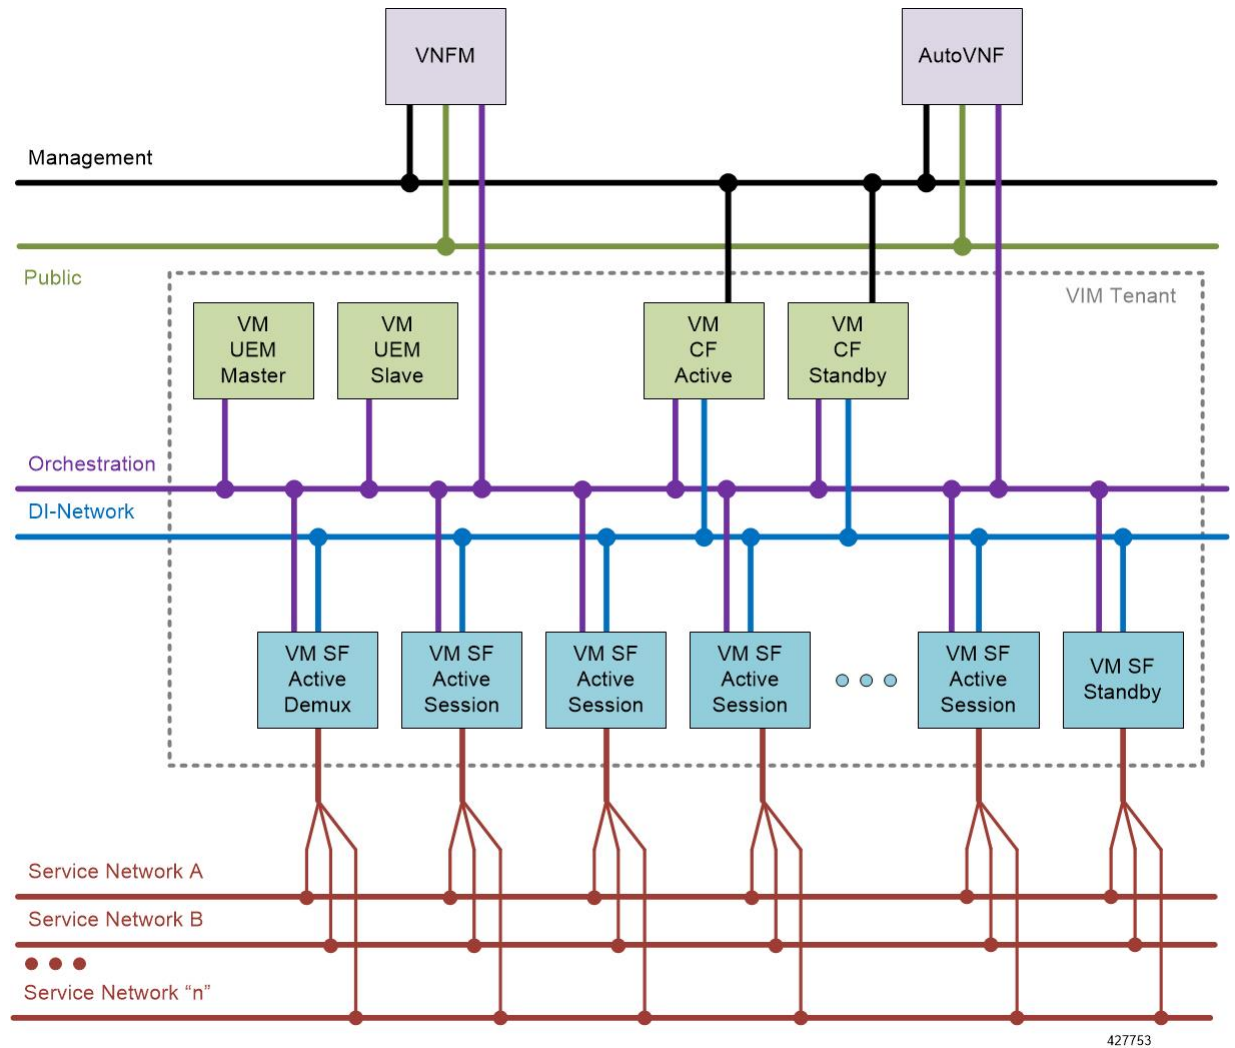 VNFM
AutoVNF
Management
Public
VIM Tenant
VM
UEM
Master
VM
UEM
Slave
VM
CF
Active
VM
CF
Standby
Orchestration
DI-Network
VM SF
Active
Demux
VM SF
Active
Session
VM SF
Active
Session
VM SF
Active
Session
VM SF
Active
Session
VM SF
Standby
Service Network A
Service Network B
Service Network “n”
427753